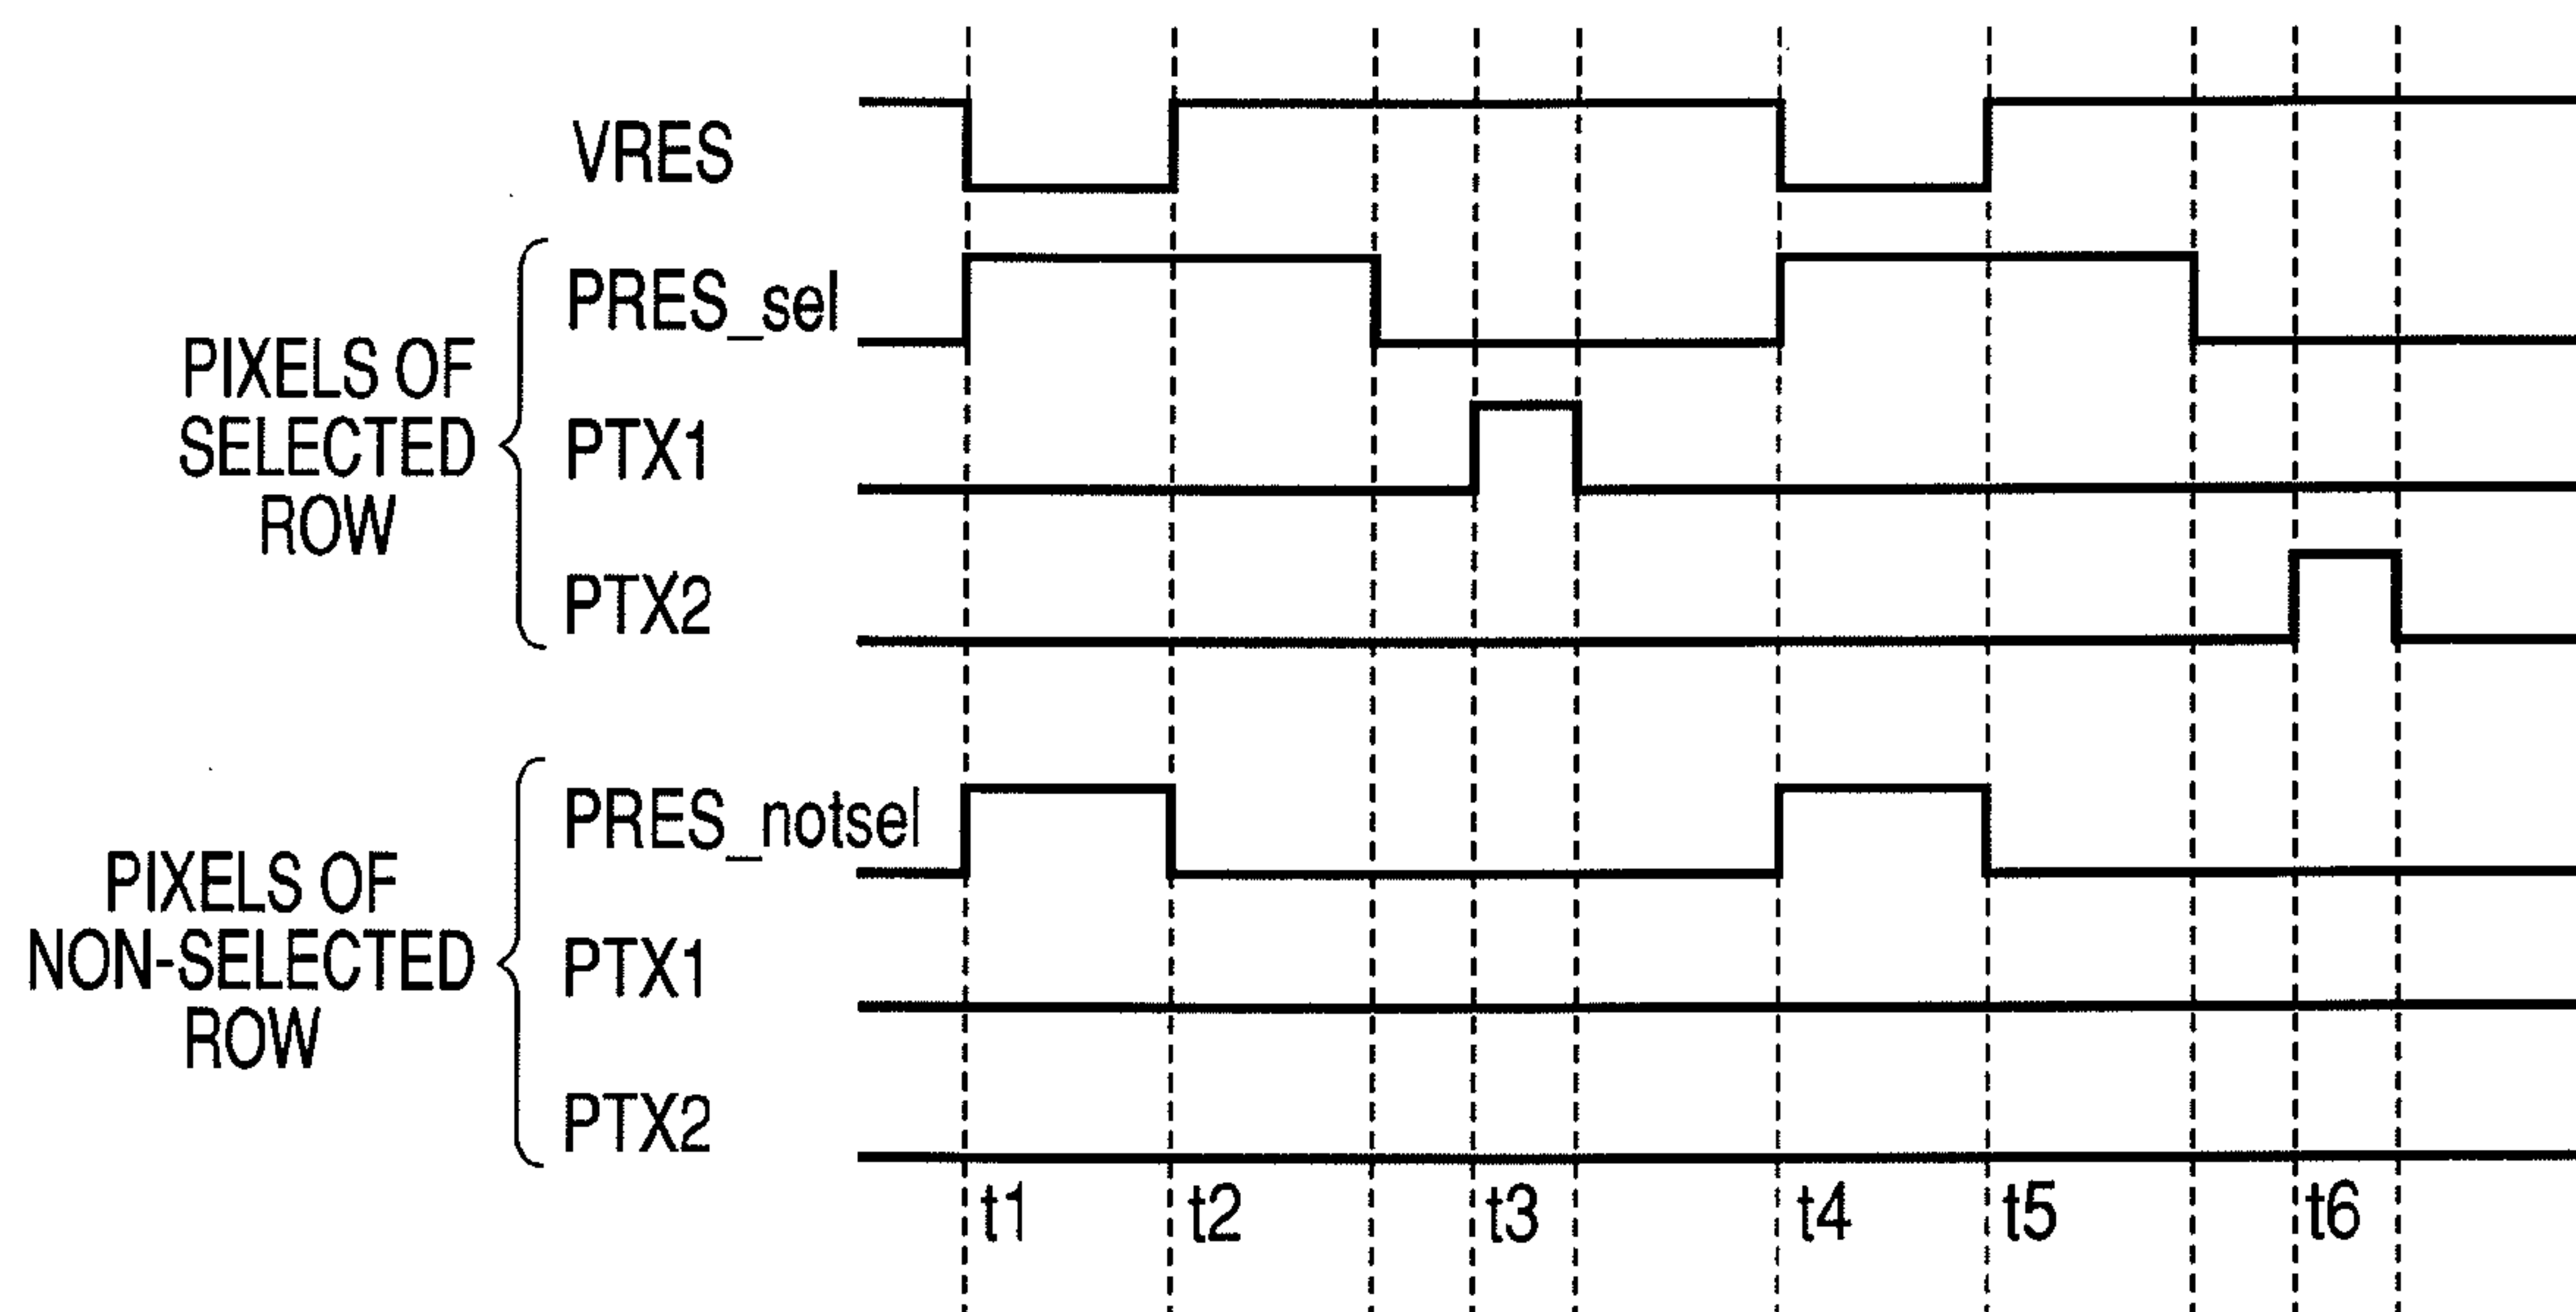 VRES
PIXELS OF
SELECTED
ROW
PRES_sel
PTX1
PTX2
PIXELS OF
NON-SELECTED
ROW
PRES_notsel
PTX1
PTX2
t1 t2 t3 t4 t5 t6